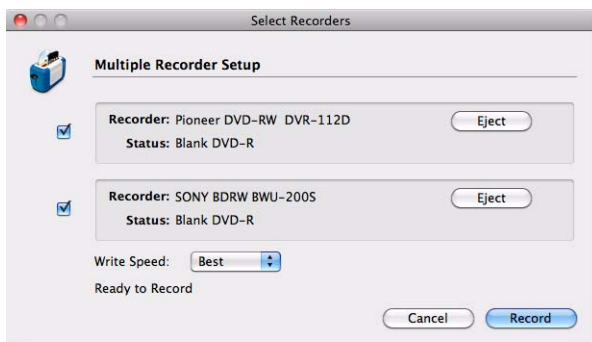 Select Recorders
Multiple Recorder Setup
Recorder: Pioneer DVD-RW DVR-112D
Eject
Status: Blank DVD-R
Recorder: SONY BDRW BWU-200S
Eject
Status: Blank DVD-R
Write Speed: Best
Ready to Record
Cancel
Record